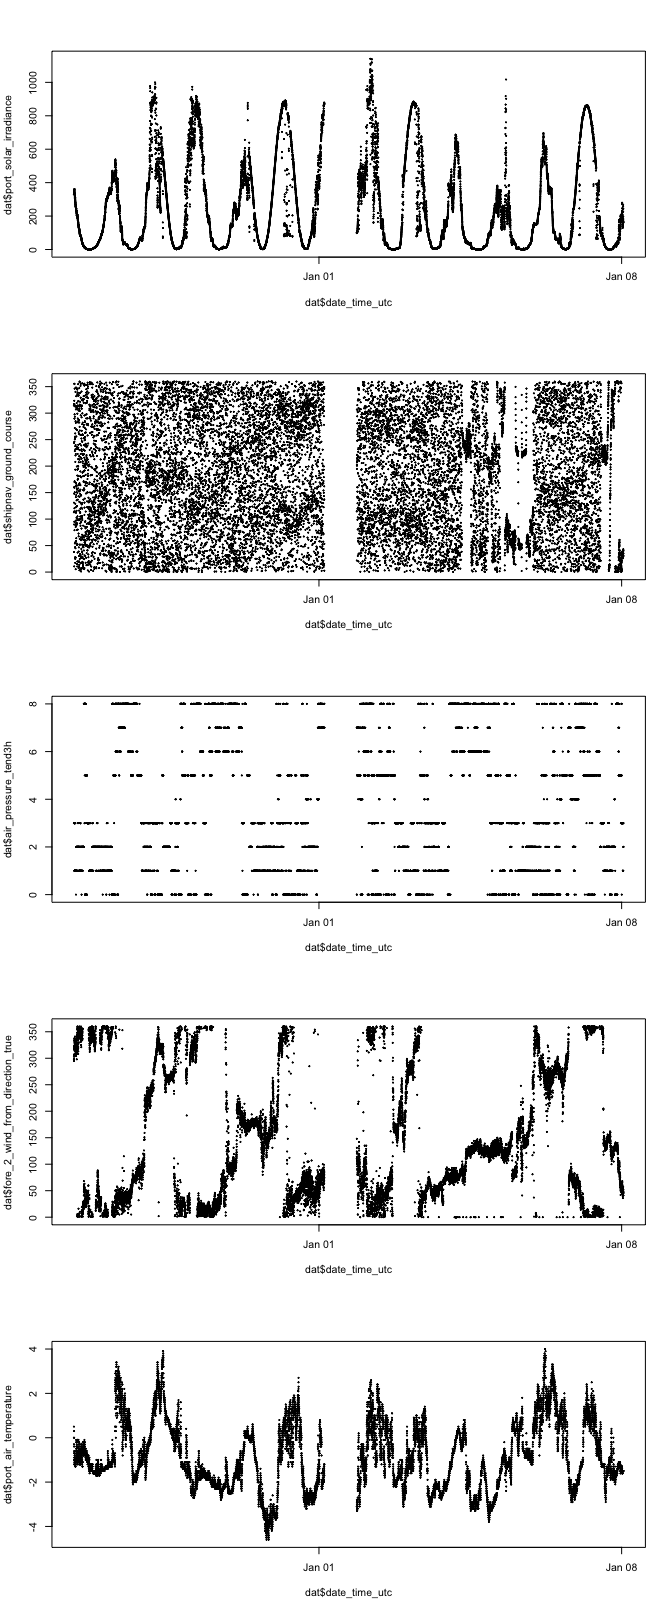 dat$port_solar_irradiance
0 200 400 600 800 1000
Jan 01 Jan 08
dat$date_time_utc
dat$shipnav_ground_course
0 50 100 150 200 250 300 350
Jan 01 Jan 08
dat$date_time_utc
dat$air_pressure_tend3h
0 2 4 6 8
Jan 01 Jan 08
dat$date_time_utc
dat$fore_2_wind_from_direction_true
0 50 100 150 200 250 300 350
Jan 01 Jan 08
dat$date_time_utc
dat$port_air_temperature
-4 -2 0 2 4
Jan 01 Jan 08
dat$date_time_utc